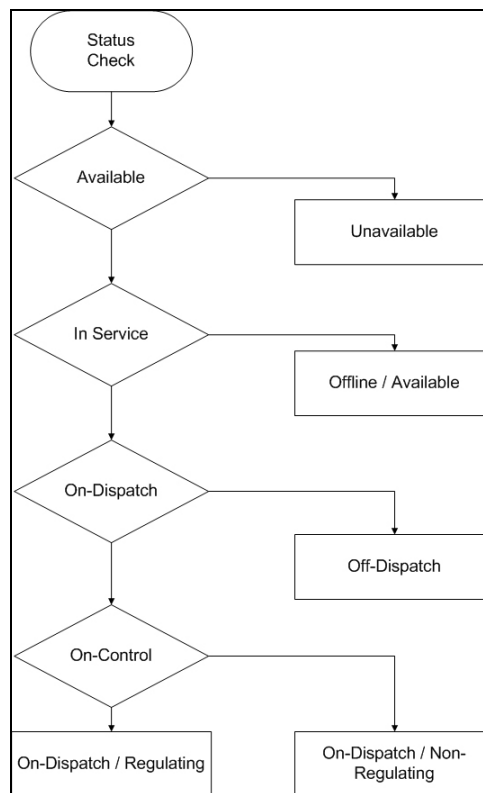 Status
Check
Available
Unavailable
In Service
Offline / Available
On-Dispatch
Off-Dispatch
On-Control
On-Dispatch / Regulating
On-Dispatch / Non-
Regulating